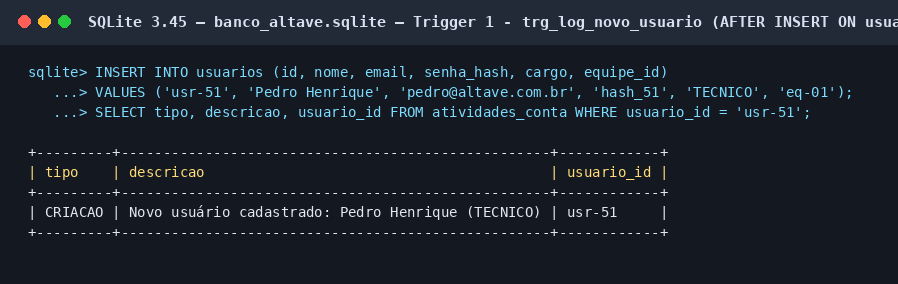 SQLite 3.45 — banco_altave.sqlite — Trigger 1 - trg_log_novo_usuario (AFTER INSERT ON usua
sqlite> INSERT INTO usuarios (id, nome, email, senha_hash, cargo, equipe_id)
...> VALUES ('usr-51', 'Pedro Henrique', 'pedro@altave.com.br', 'hash_51', 'TECNICO', 'eq-01');
...> SELECT tipo, descricao, usuario_id FROM atividades_conta WHERE usuario_id = 'usr-51';
+---------+---------------------------------------------------+------------+
| tipo    | descricao                                         | usuario_id |
+---------+---------------------------------------------------+------------+
| CRIACAO | Novo usuário cadastrado: Pedro Henrique (TECNICO) | usr-51     |
+---------+---------------------------------------------------+------------+